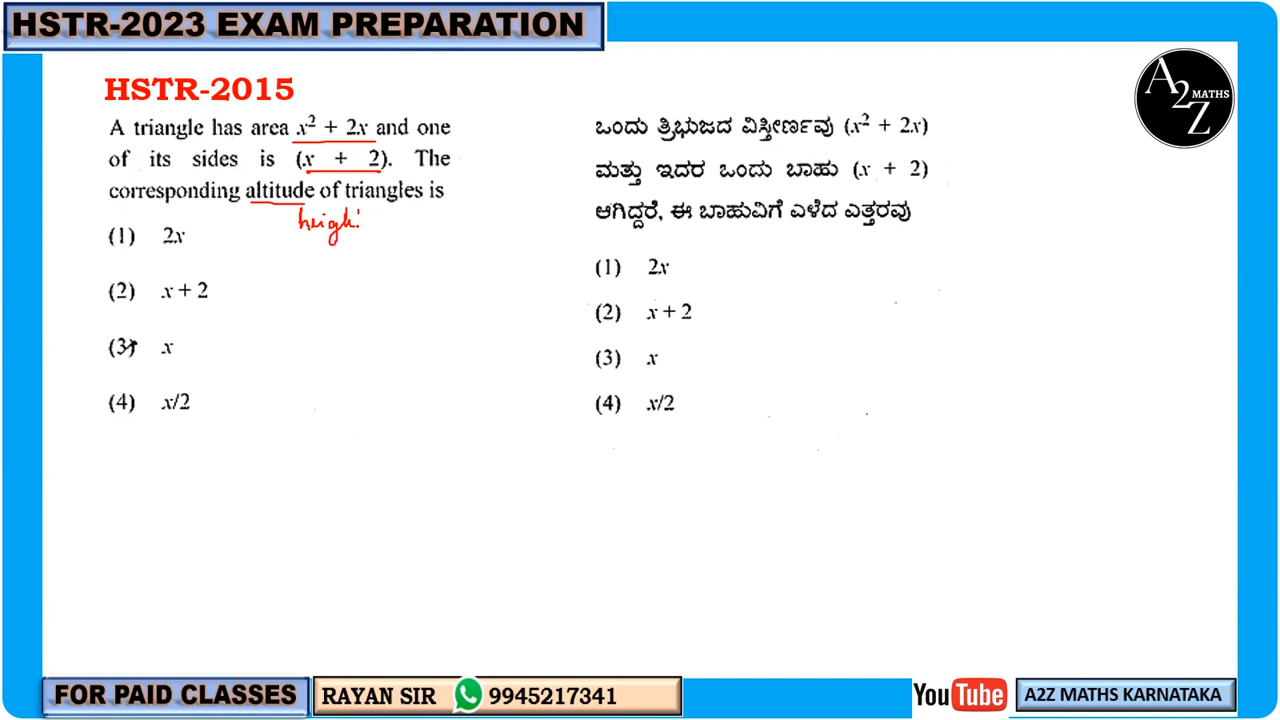 HSTR-2023 EXAM PREPARATION
A 2 MATHS Z
HSTR-2015
A triangle has area x² + 2x and one
of its sides is (x + 2). The
corresponding altitude of triangles is
(1) 2x
(2) x + 2
(3) x
(4) x/2
ಒಂದು ತ್ರಿಭುಜದ ವಿಸ್ತೀರ್ಣವು (x² + 2x)
ಮತ್ತು ಇದರ ಒಂದು ಬಾಹು (x + 2)
ಆಗಿದ್ದರೆ, ಈ ಬಾಹುವಿಗೆ ಎಳೆದ ಎತ್ತರವು
(1) 2x
(2) x + 2
(3) x
(4) x/2
FOR PAID CLASSES
RAYAN SIR 9945217341
YouTube
A2Z MATHS KARNATAKA